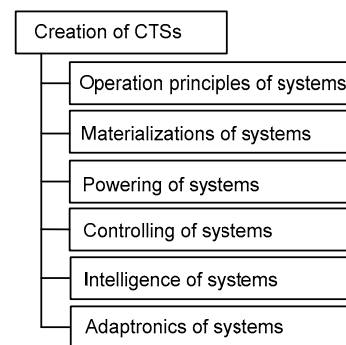 Creation of CTSs
Operation principles of systems
Materializations of systems
Powering of systems
Controlling of systems
Intelligence of systems
Adaptronics of systems